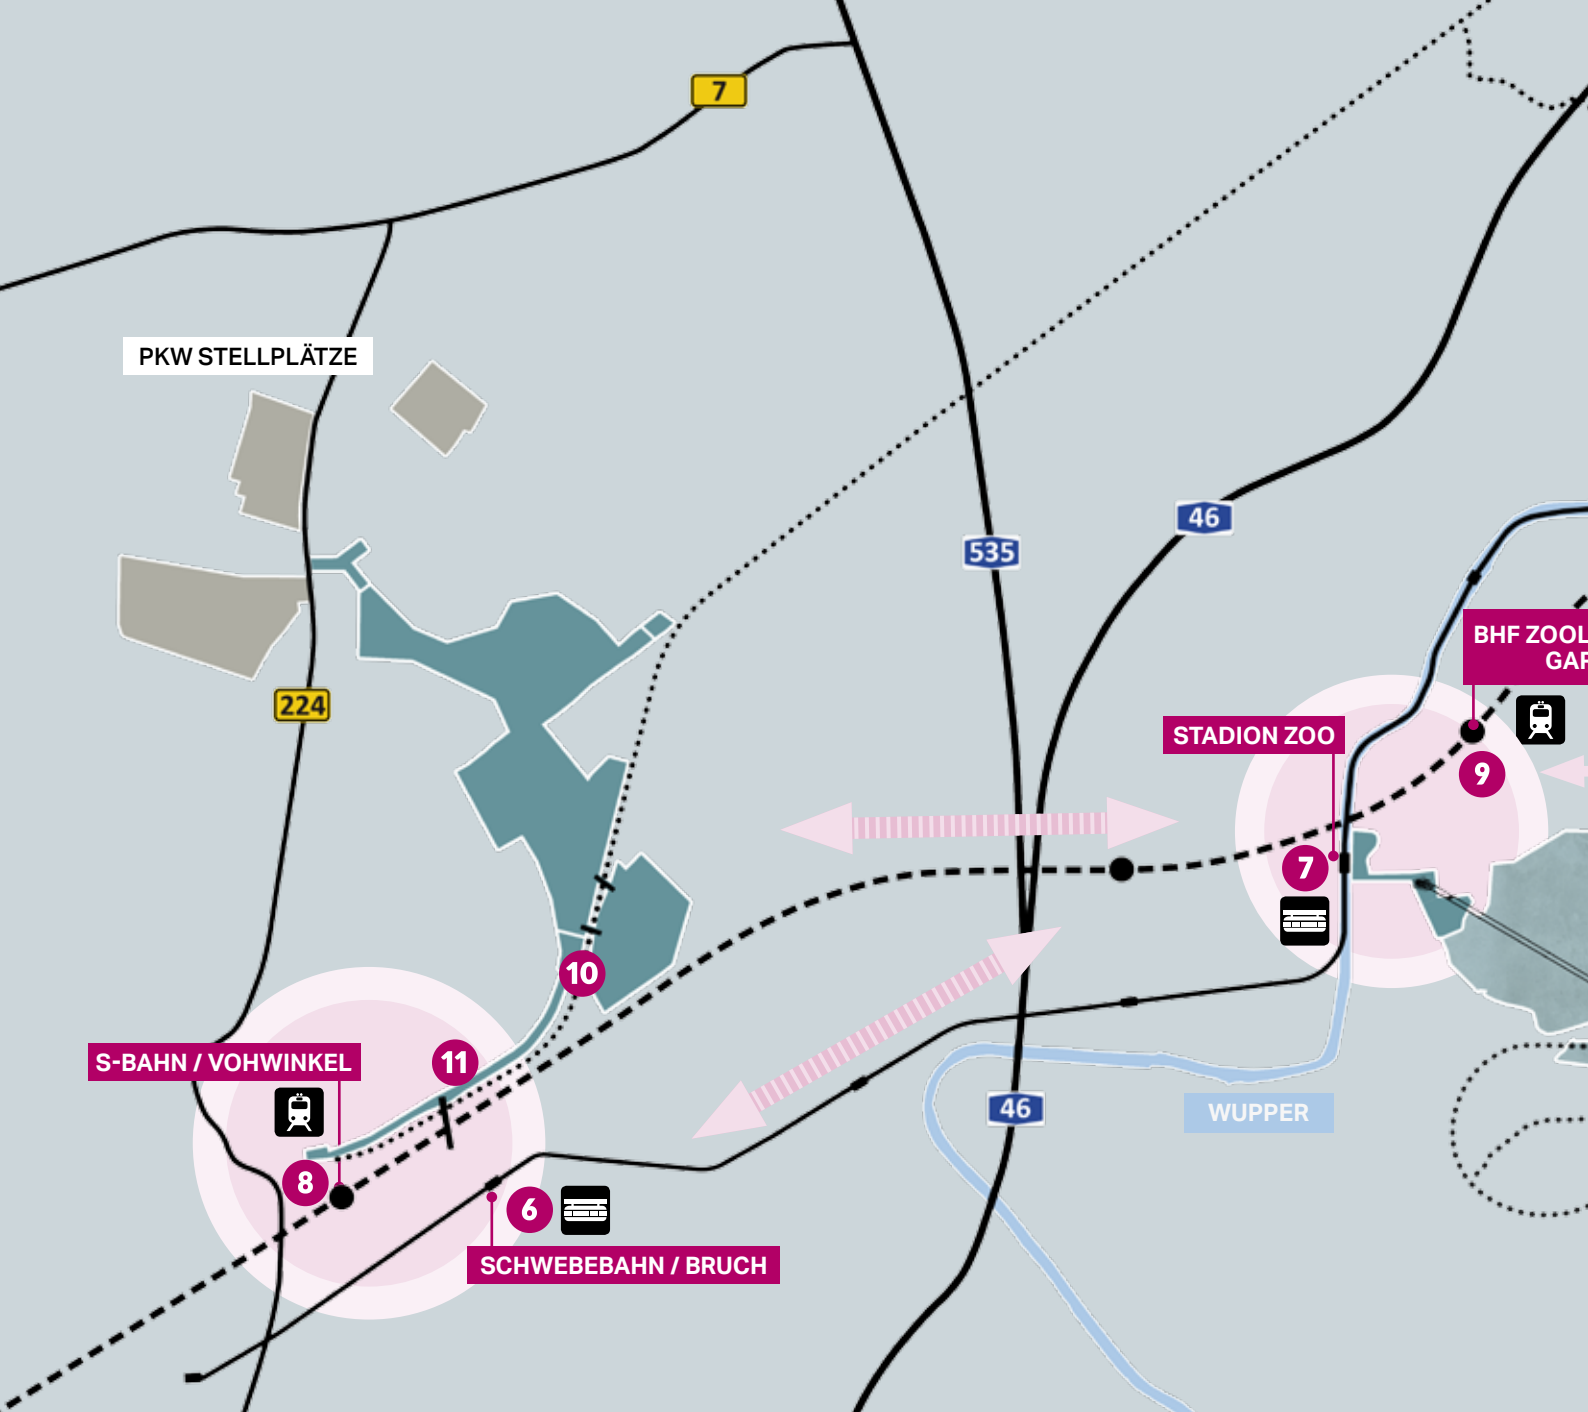 7
PKW STELLPLÄTZE
46
535
BHF ZOOL
GAR
224
STADION ZOO
9
7
10
11
S-BAHN / VOHWINKEL
46
WUPPER
8
6
SCHWEBEBAHN / BRUCH